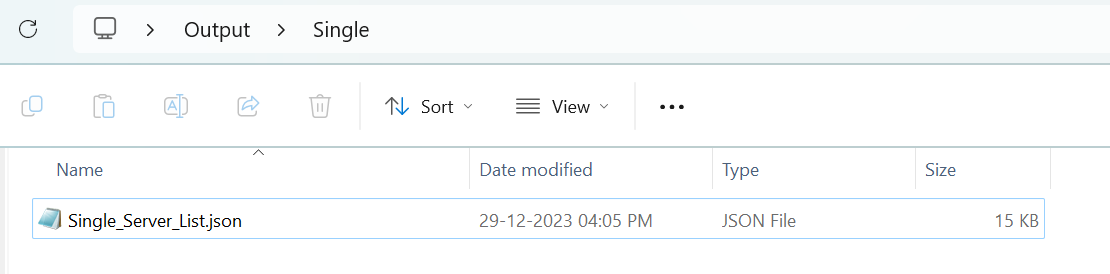 Output Single
Sort View
Name Date modified Type Size
Single_Server_List.json 29-12-2023 04:05 PM JSON File 15 KB